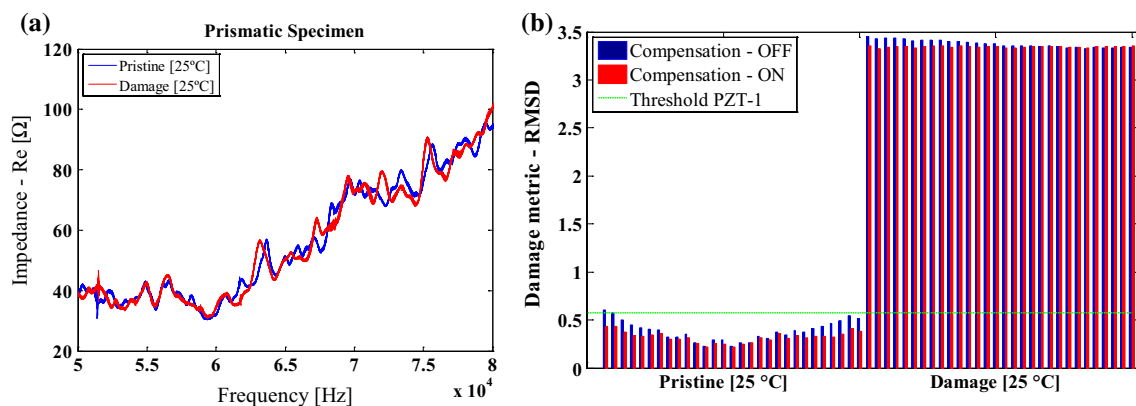 (a)
Prismatic Specimen
Pristine [25ºC]
Damage [25ºC]
Impedance - Re [Ω]
120
100
80
60
40
20
5
5.5
6
6.5
7
7.5
8
x 10⁴
Frequency [Hz]
(b)
Compensation - OFF
Compensation - ON
Threshold PZT-1
Damage metric - RMSD
3.5
3
2.5
2
1.5
1
0.5
0
Pristine [25 °C]
Damage [25 °C]